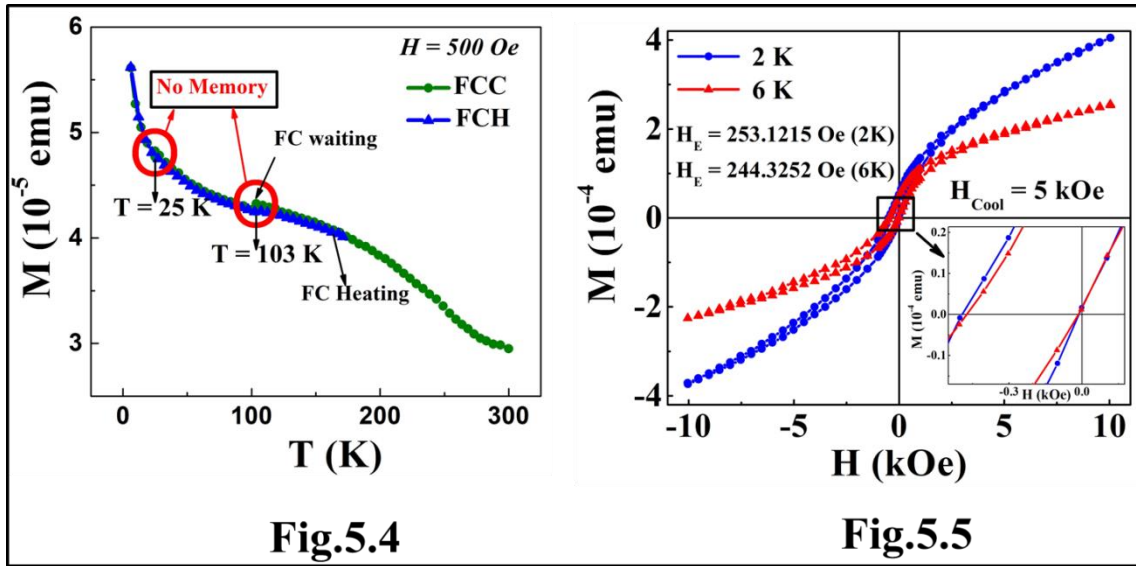 6
5
4
3
M (10⁻⁵ emu)
H = 500 Oe
FCC
FCH
No Memory
FC waiting
T = 25 K
T = 103 K
FC Heating
0
100
200
300
T (K)
Fig.5.4
4
2
0
-2
-4
M (10⁻⁴ emu)
2 K
6 K
H_E = 253.1215 Oe (2K)
H_E = 244.3252 Oe (6K)
H_Cool = 5 kOe
0.2
0.1
0.0
-0.1
M (10⁻⁴ emu)
-0.3
0.0
H (kOe)
-10
-5
0
5
10
H (kOe)
Fig.5.5